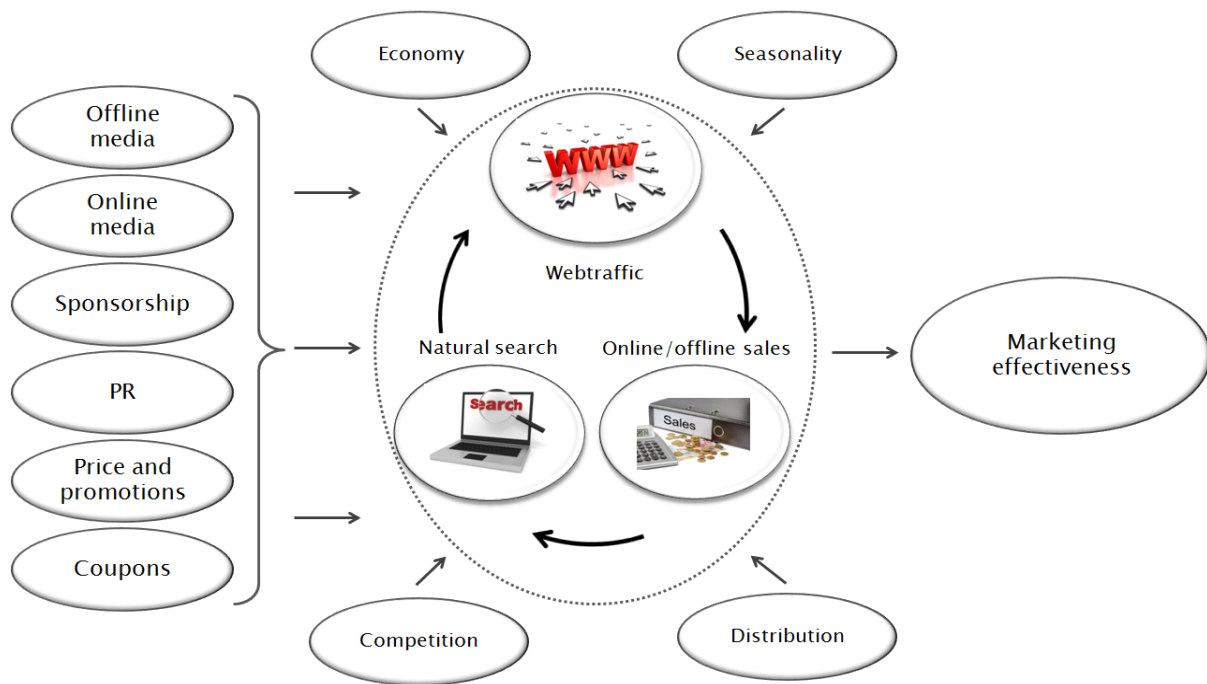 Economy
Seasonality
Offline
media
Online
media
Sponsorship
PR
Price and
promotions
Coupons
WWW
Webtraffic
Natural search
Online/offline sales
Search
Sales
Marketing
effectiveness
Competition
Distribution